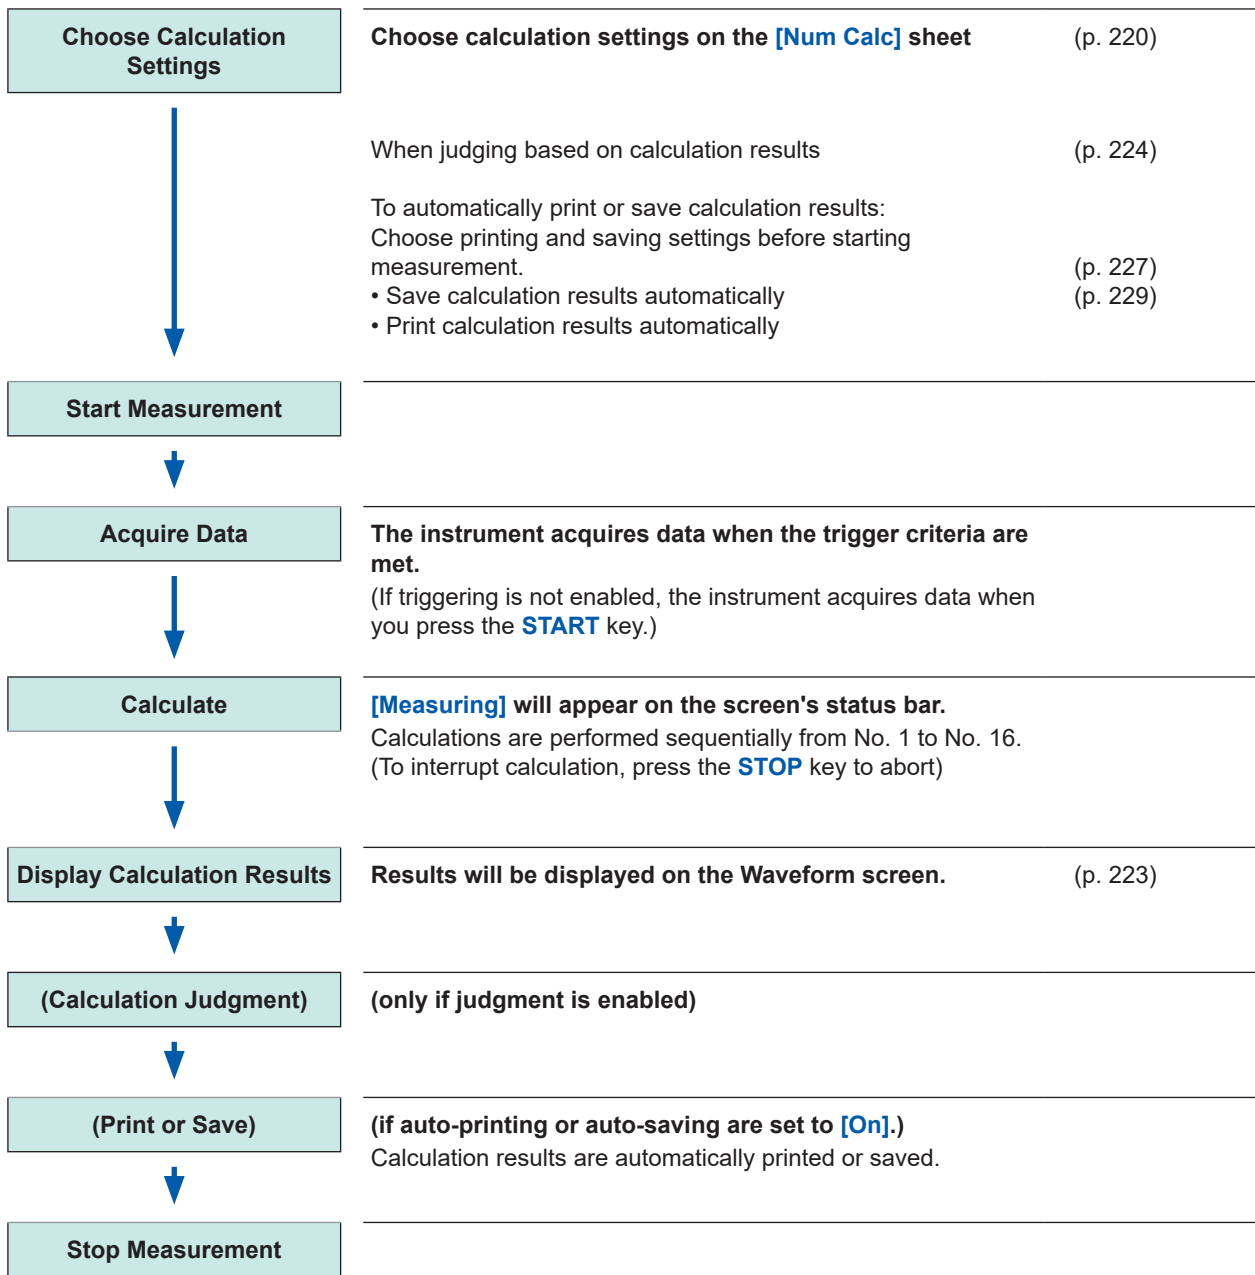 Choose Calculation
Settings
Choose calculation settings on the [Num Calc] sheet (p. 220)
When judging based on calculation results (p. 224)
To automatically print or save calculation results:
Choose printing and saving settings before starting
measurement. (p. 227)
• Save calculation results automatically (p. 229)
• Print calculation results automatically
Start Measurement
Acquire Data
The instrument acquires data when the trigger criteria are
met.
(If triggering is not enabled, the instrument acquires data when
you press the START key.)
Calculate
[Measuring] will appear on the screen's status bar.
Calculations are performed sequentially from No. 1 to No. 16.
(To interrupt calculation, press the STOP key to abort)
Display Calculation Results
Results will be displayed on the Waveform screen. (p. 223)
(Calculation Judgment)
(only if judgment is enabled)
(Print or Save)
(if auto-printing or auto-saving are set to [On].)
Calculation results are automatically printed or saved.
Stop Measurement